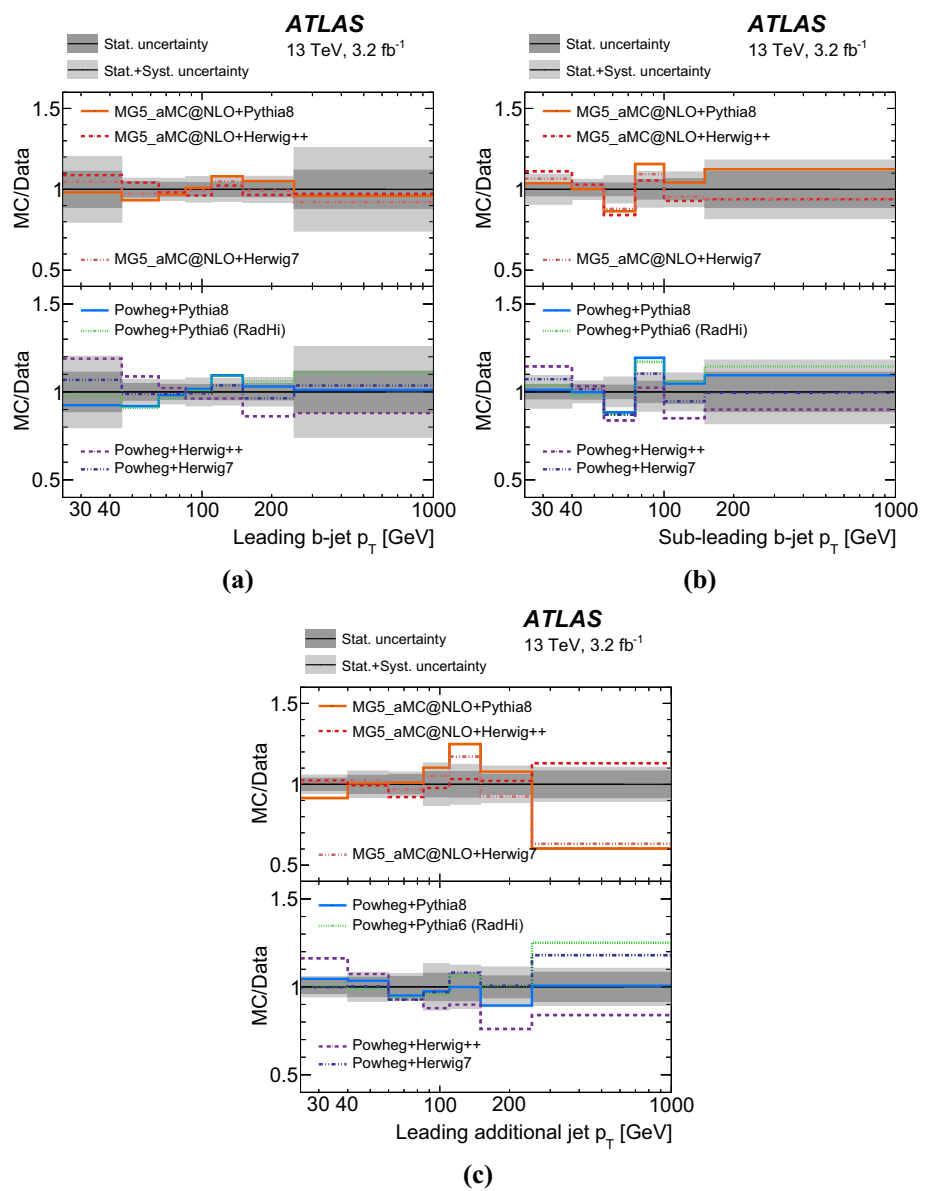 ATLAS
13 TeV, 3.2 fb⁻¹
Stat. uncertainty
Stat.+Syst. uncertainty
MC/Data
1.5
1
0.5
MG5_aMC@NLO+Pythia8
MG5_aMC@NLO+Herwig++
MG5_aMC@NLO+Herwig7
MC/Data
1.5
1
0.5
Powheg+Pythia8
Powheg+Pythia6 (RadHi)
Powheg+Herwig++
Powheg+Herwig7
30 40 100 200 1000
Leading b-jet p_T [GeV]
(a)
ATLAS
13 TeV, 3.2 fb⁻¹
Stat. uncertainty
Stat.+Syst. uncertainty
MC/Data
1.5
1
0.5
MG5_aMC@NLO+Pythia8
MG5_aMC@NLO+Herwig++
MG5_aMC@NLO+Herwig7
MC/Data
1.5
1
0.5
Powheg+Pythia8
Powheg+Pythia6 (RadHi)
Powheg+Herwig++
Powheg+Herwig7
30 40 100 200 1000
Sub-leading b-jet p_T [GeV]
(b)
ATLAS
13 TeV, 3.2 fb⁻¹
Stat. uncertainty
Stat.+Syst. uncertainty
MC/Data
1.5
1
0.5
MG5_aMC@NLO+Pythia8
MG5_aMC@NLO+Herwig++
MG5_aMC@NLO+Herwig7
MC/Data
1.5
1
0.5
Powheg+Pythia8
Powheg+Pythia6 (RadHi)
Powheg+Herwig++
Powheg+Herwig7
30 40 100 200 1000
Leading additional jet p_T [GeV]
(c)